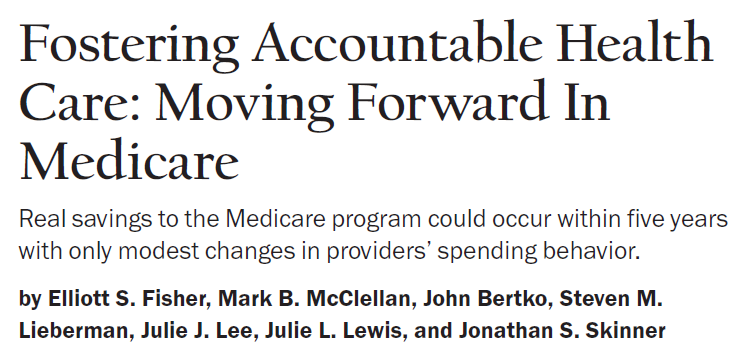 Fostering Accountable Health
Care: Moving Forward In
Medicare
Real savings to the Medicare program could occur within five years
with only modest changes in providers’ spending behavior.
by Elliott S. Fisher, Mark B. McClellan, John Bertko, Steven M.
Lieberman, Julie J. Lee, Julie L. Lewis, and Jonathan S. Skinner